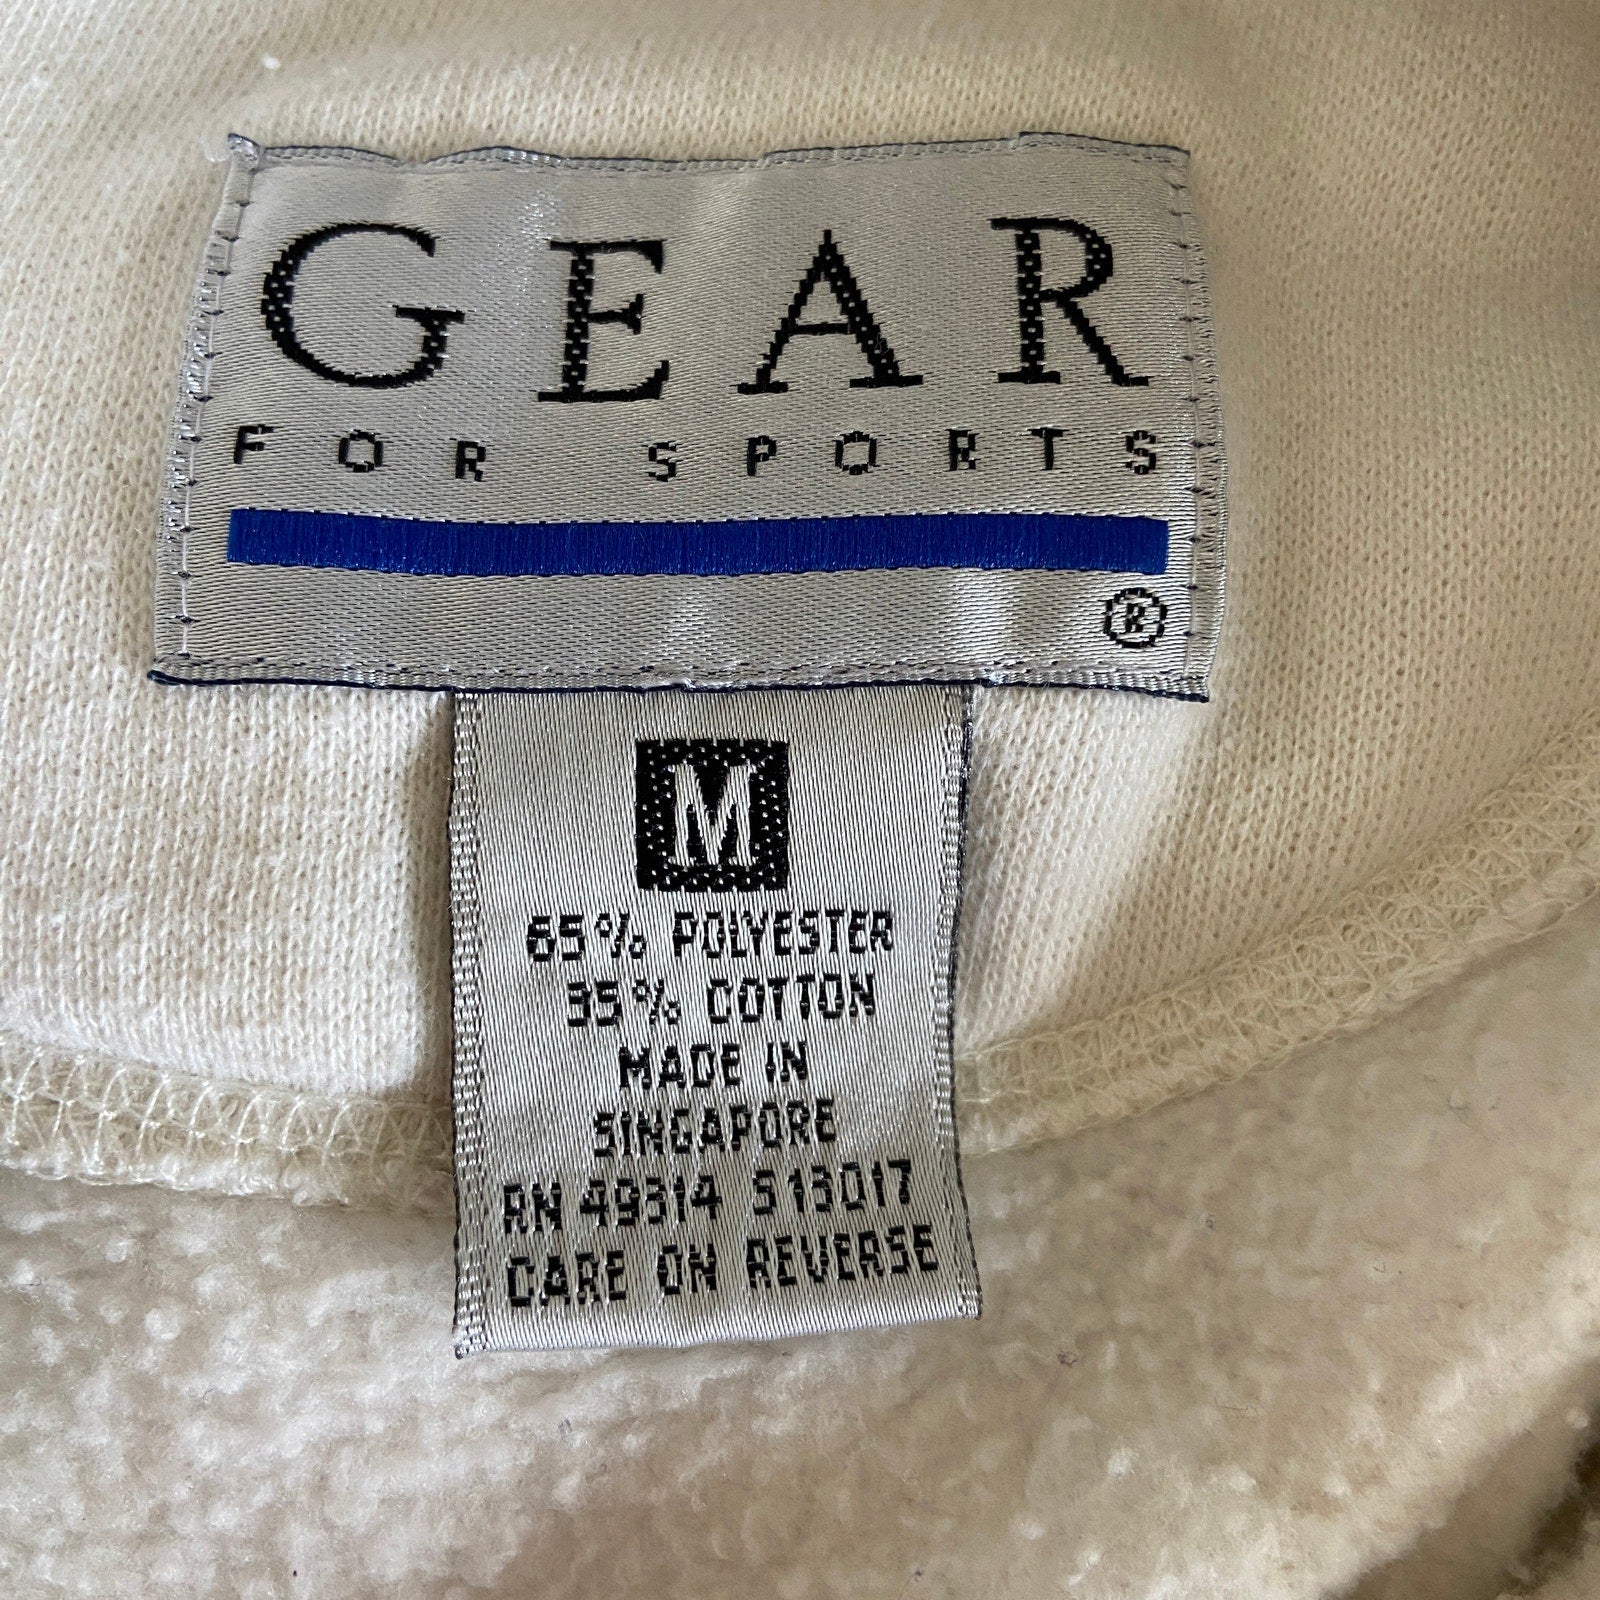 GEAR
FOR SPORTS
®
M
65% POLYESTER
35% COTTON
MADE IN
SINGAPORE
RN 49314 S13017
CARE ON REVERSE